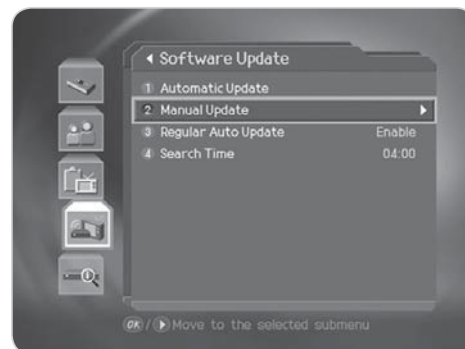 Software Update
1 Automatic Update
2 Manual Update
3 Regular Auto Update Enable
4 Search Time 04:00
OK / Move to the selected submenu